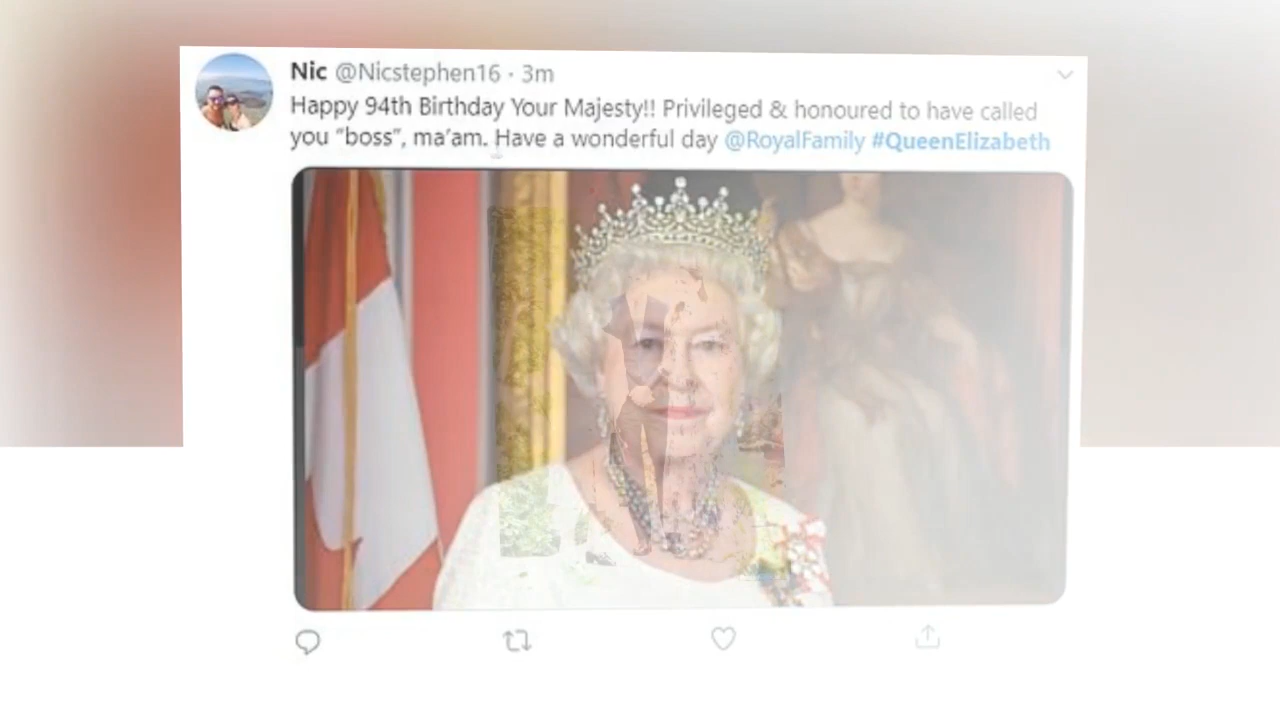 Nic @Nicstephen16 · 3m
Happy 94th Birthday Your Majesty!! Privileged & honoured to have called
you “boss”, ma’am. Have a wonderful day @RoyalFamily #QueenElizabeth